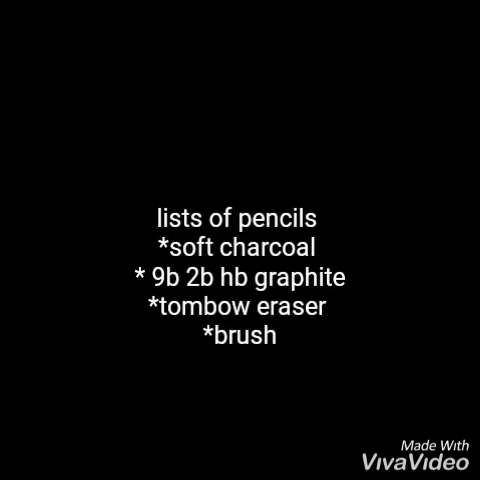 lists of pencils
*soft charcoal
* 9b 2b hb graphite
*tombow eraser
*brush
Made With
VivaVideo